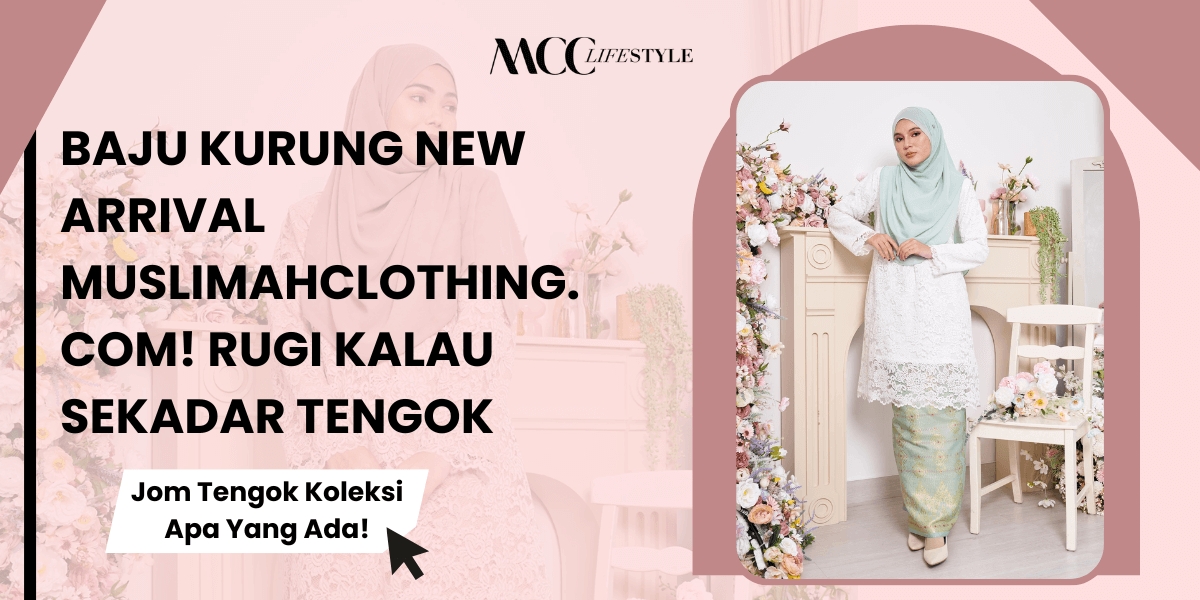 MCC LIFESTYLE
BAJU KURUNG NEW
ARRIVAL
MUSLIMAHCLOTHING.
COM! RUGI KALAU
SEKADAR TENGOK
Jom Tengok Koleksi
Apa Yang Ada!